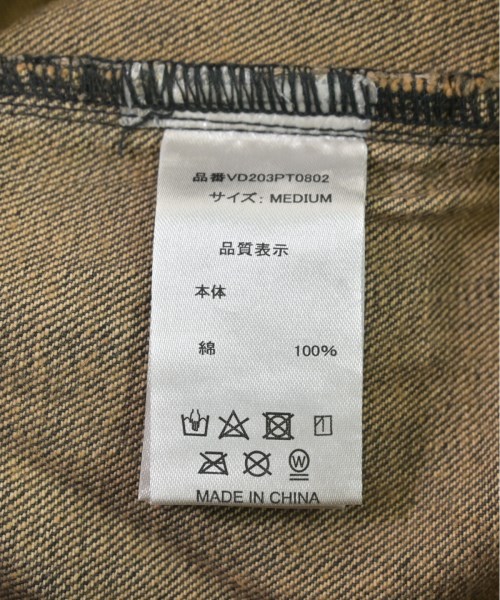 品番VD203PT0802
サイズ: MEDIUM
品質表示
本体
綿 100%
W
MADE IN CHINA